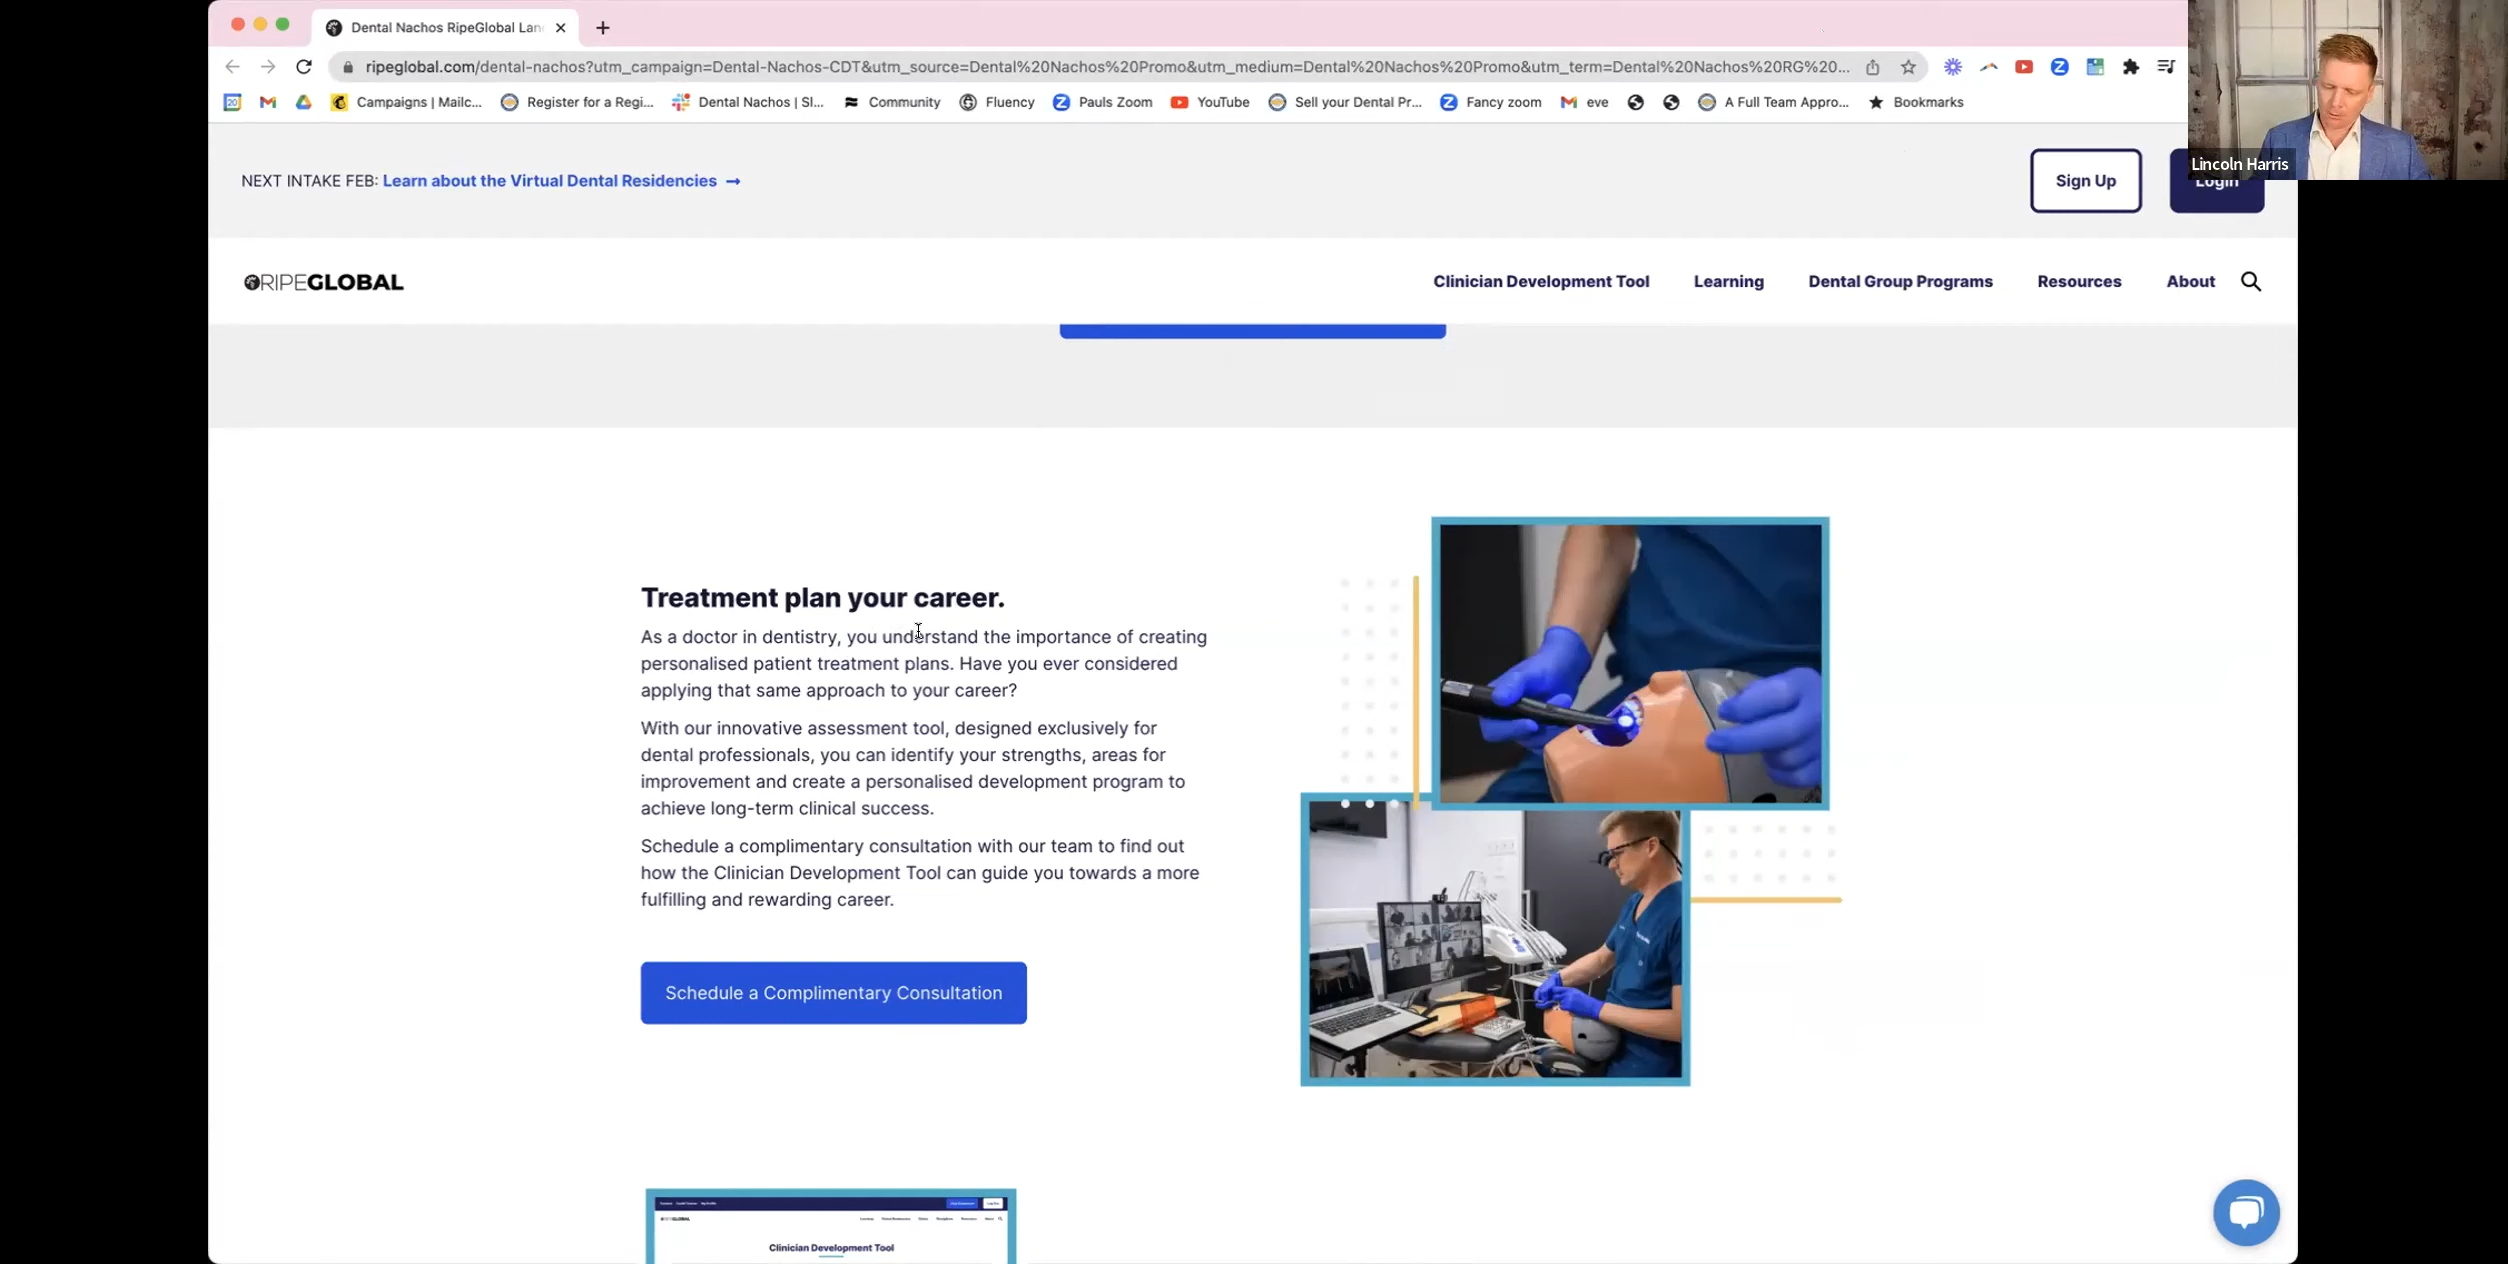 Dental Nachos RipeGlobal Lan
ripeglobal.com/dental-nachos?utm_campaign=Dental-Nachos-CDT&utm_source=Dental%20Nachos%20Promo&utm_medium=Dental%20Nachos%20Promo&utm_term=Dental%20Nachos%20RG%20...
20 Campaigns | Mailc... Register for a Regi... Dental Nachos | Sl... Community Fluency Pauls Zoom YouTube Sell your Dental Pr... Fancy zoom eve A Full Team Appro... Bookmarks
Lincoln Harris
NEXT INTAKE FEB: Learn about the Virtual Dental Residencies → Sign Up Login
RIPEGLOBAL Clinician Development Tool Learning Dental Group Programs Resources About
Treatment plan your career.
As a doctor in dentistry, you understand the importance of creating
personalised patient treatment plans. Have you ever considered
applying that same approach to your career?
With our innovative assessment tool, designed exclusively for
dental professionals, you can identify your strengths, areas for
improvement and create a personalised development program to
achieve long-term clinical success.
Schedule a complimentary consultation with our team to find out
how the Clinician Development Tool can guide you towards a more
fulfilling and rewarding career.
Schedule a Complimentary Consultation
RIPEGLOBAL
Clinician Development Tool